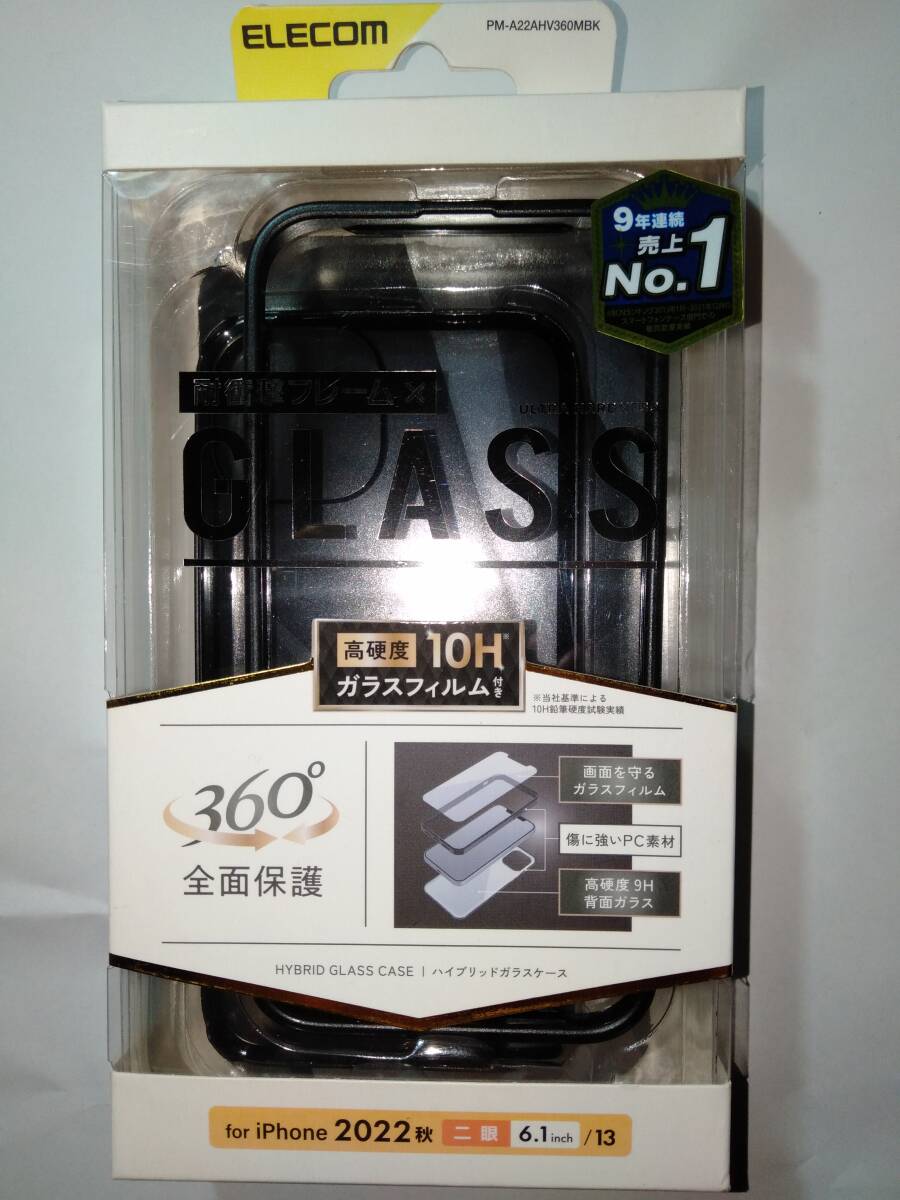 ELECOM
PM-A22AHV360MBK
9年連続
売上
No.1
耐衝撃フレーム×
GLASS
高硬度 10H※
ガラスフィルム付き
※当社基準による
10H鉛筆硬度試験実績
360°
全面保護
画面を守る
ガラスフィルム
傷に強いPC素材
高硬度 9H
背面ガラス
HYBRID GLASS CASE | ハイブリッドガラスケース
for iPhone 2022秋 二眼 6.1inch /13